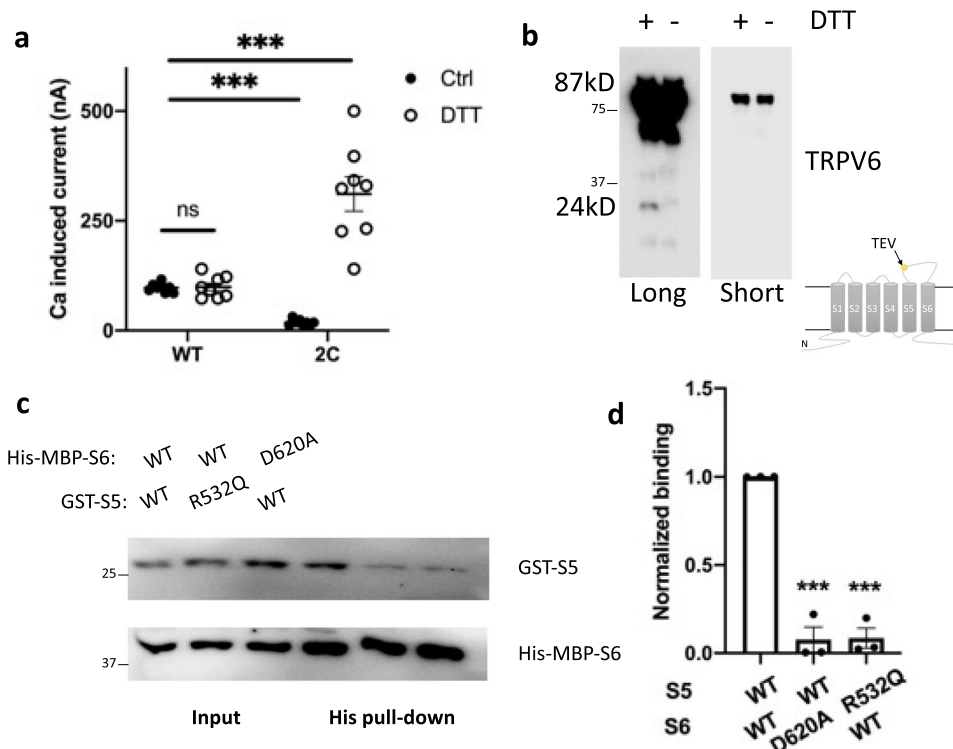 a
***
***
Ctrl
DTT
ns
Ca induced current (nA)
500
250
0
WT
2C
b
+ - + - DTT
87kD
75
37
24kD
TRPV6
Long
Short
TEV
S1 S2 S3 S4 S5 S6
N
c
His-MBP-S6: WT WT D620A
GST-S5: WT R532Q WT
25
GST-S5
37
His-MBP-S6
Input
His pull-down
d
Normalized binding
1.5
1.0
0.5
0.0
*** ***
S5 WT WT R532Q
S6 WT D620A WT